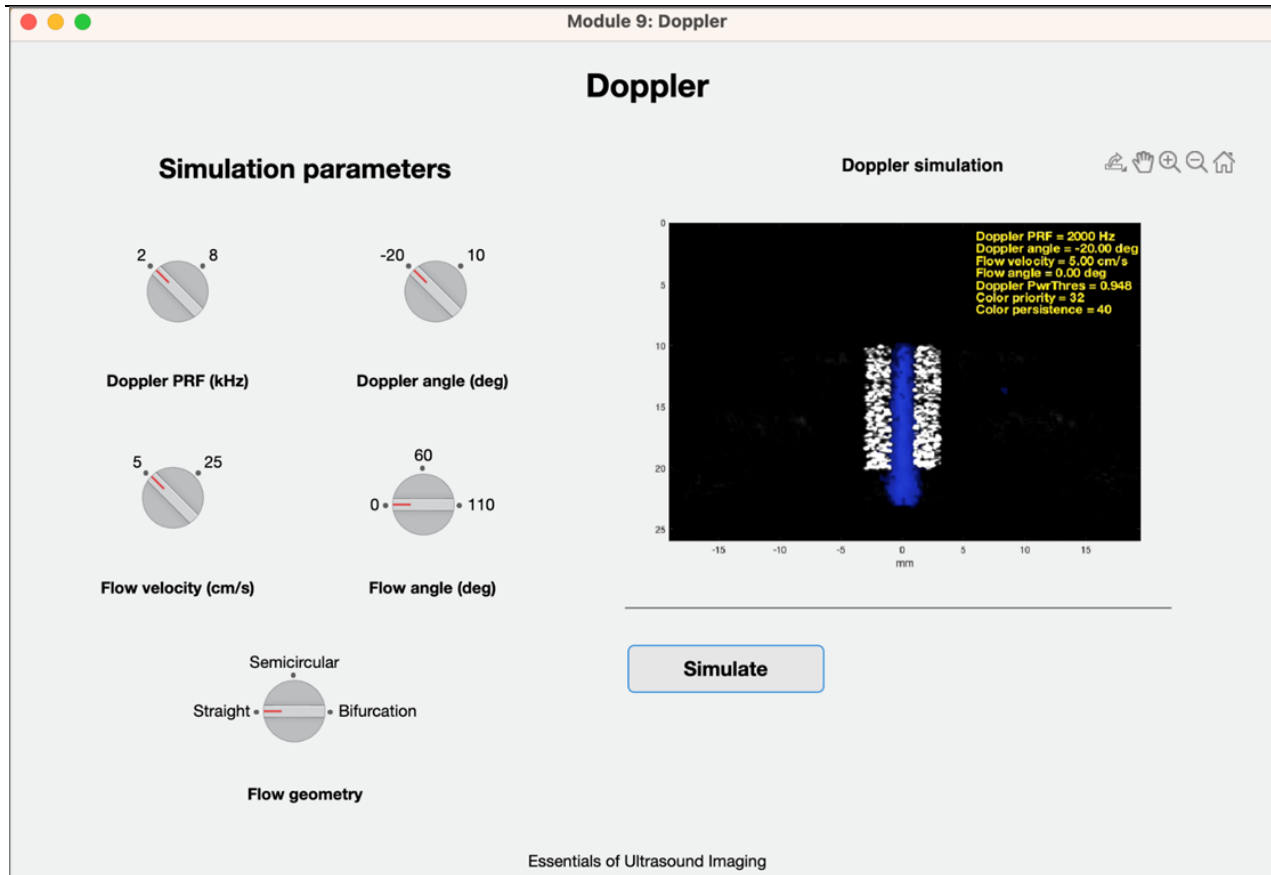 Module 9: Doppler
Doppler
Simulation parameters
2 8
Doppler PRF (kHz)
-20 10
Doppler angle (deg)
5 25
Flow velocity (cm/s)
60
0 110
Flow angle (deg)
Semicircular
Straight Bifurcation
Flow geometry
Doppler simulation
Doppler PRF = 2000 Hz
Doppler angle = -20.00 deg
Flow velocity = 5.00 cm/s
Flow angle = 0.00 deg
Doppler PwrThres = 0.948
Color priority = 32
Color persistence = 40
0
5
10
15
20
25
-15 -10 -5 0 5 10 15
mm
Simulate
Essentials of Ultrasound Imaging